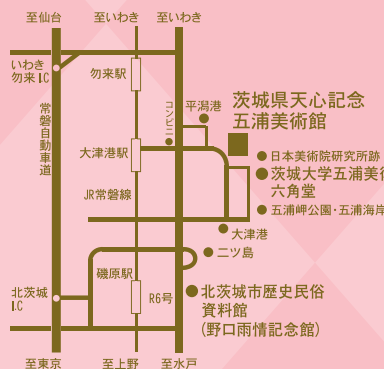 至仙台
至いわき
至いわき
いわき
勿来IC
勿来駅
コンビニ
平潟港
茨城県天心記念
五浦美術館
常磐自動車道
大津港駅
日本美術院研究所跡
茨城大学五浦美術
六角堂
JR常磐線
五浦岬公園・五浦海岸
大津港
二ツ島
磯原駅
北茨城
I.C
R6号
北茨城市歴史民俗
資料館
(野口雨情記念館)
至東京
至上野
至水戸